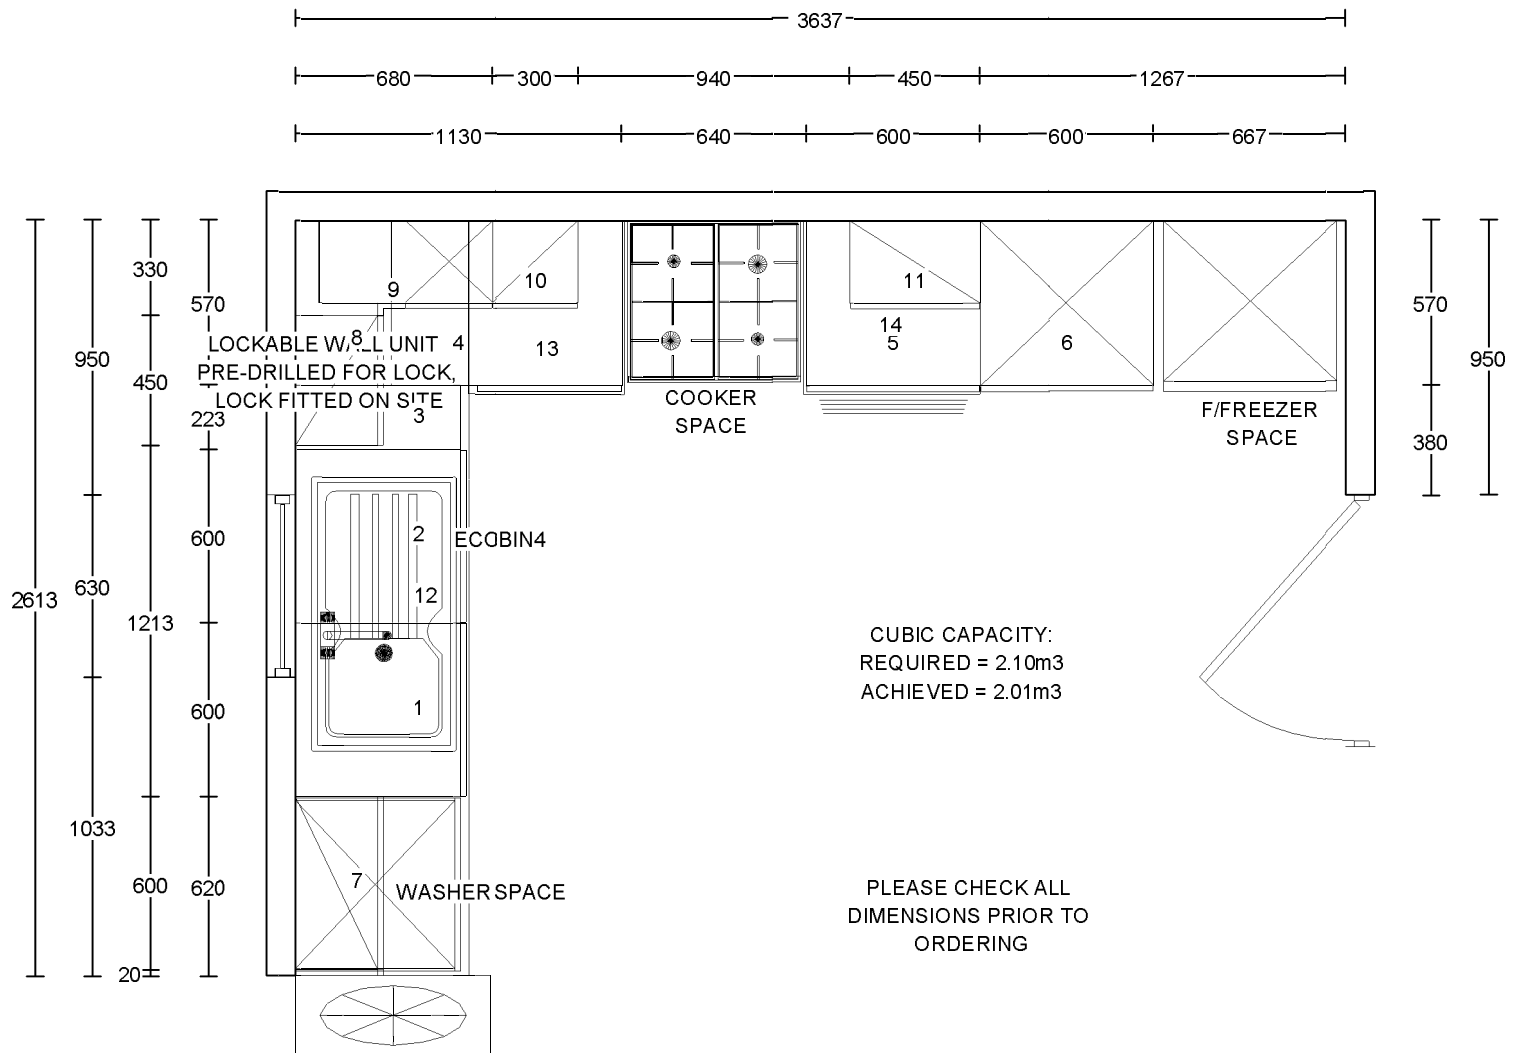 3637
680 300 940 450 1267
1130 640 600 600 667
2613
950
630
1033
330
450
1213
600
20
570
223
600
600
620
570
380
950
9
10
11
8
4
13
14
5
6
LOCKABLE WALL UNIT
PRE-DRILLED FOR LOCK,
LOCK FITTED ON SITE
3
COOKER
SPACE
F/FREEZER
SPACE
2
ECOBIN4
12
1
CUBIC CAPACITY:
REQUIRED = 2.10m3
ACHIEVED = 2.01m3
7
WASHER SPACE
PLEASE CHECK ALL
DIMENSIONS PRIOR TO
ORDERING